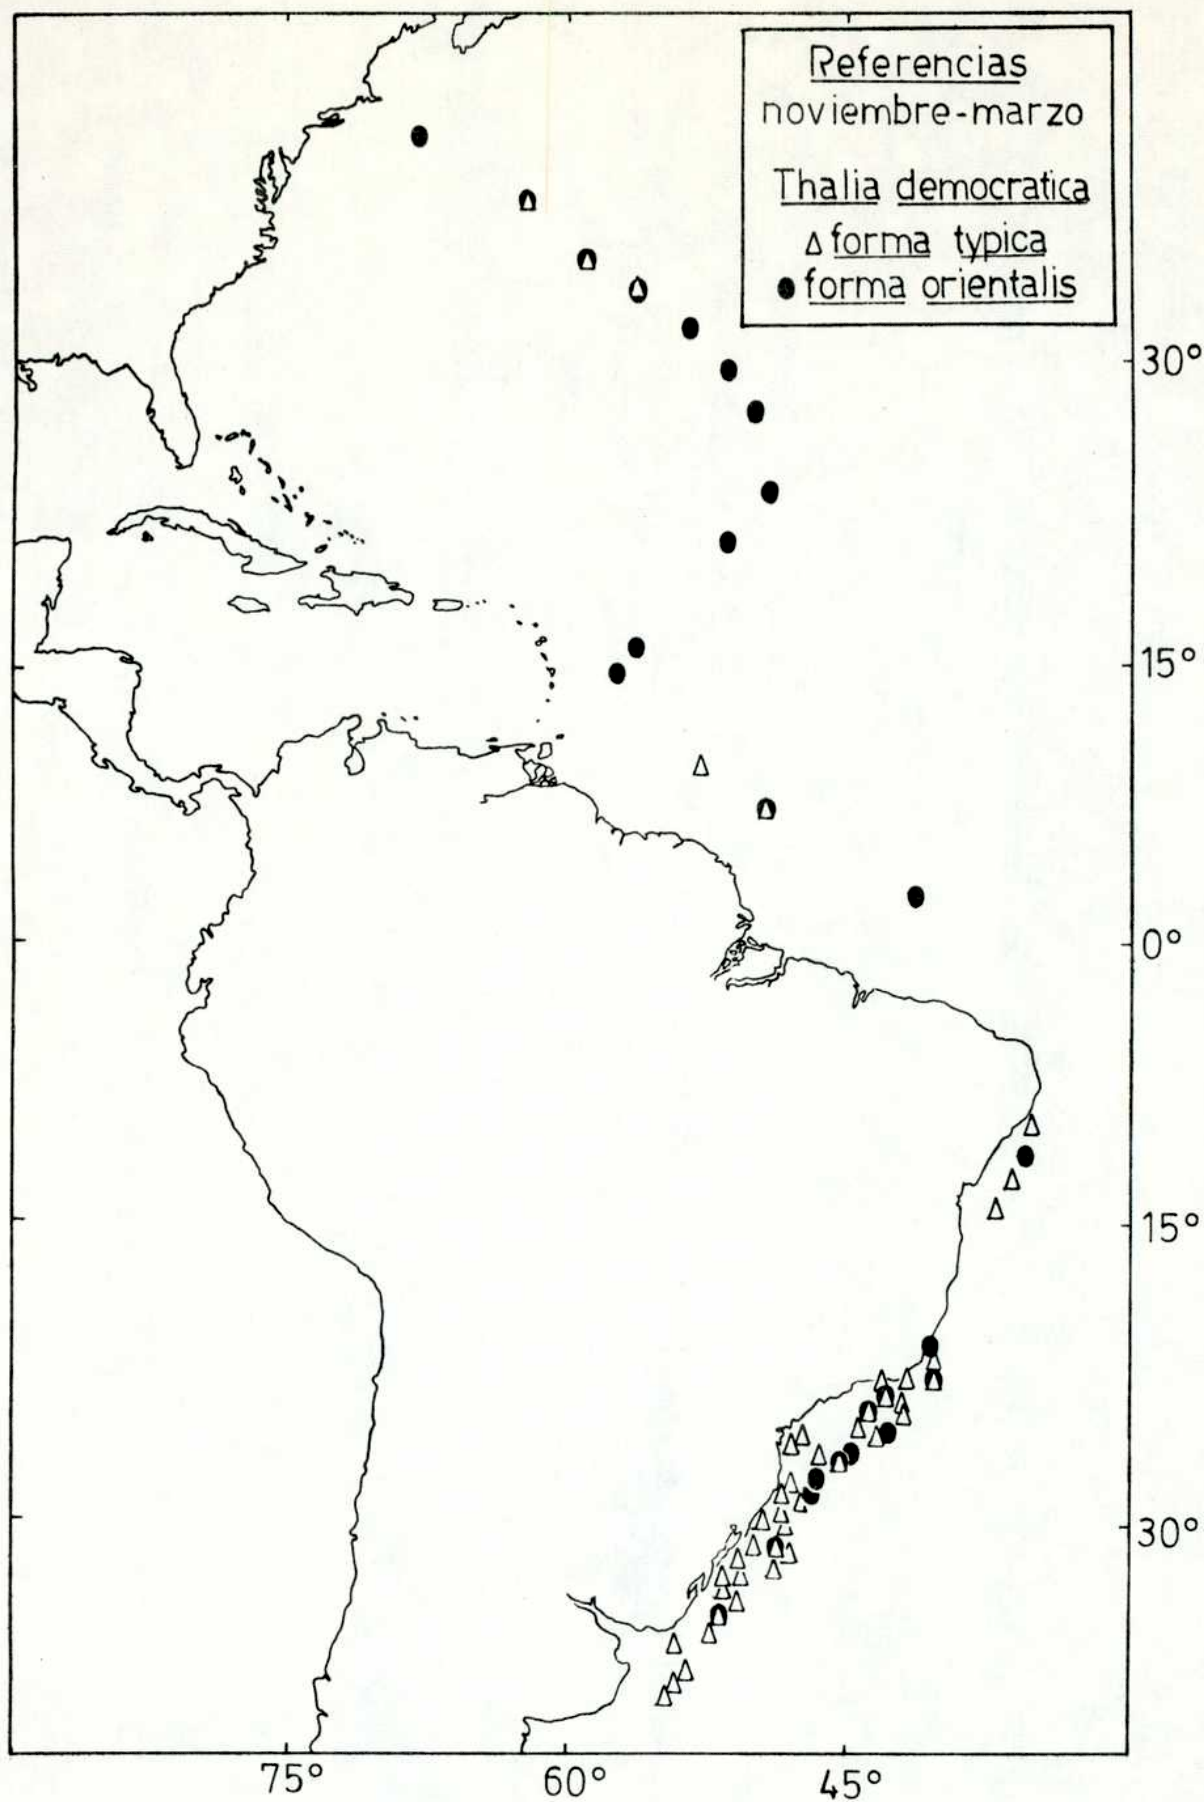 Referencias
noviembre-marzo
Thalia democratica
△ forma typica
● forma orientalis
30°
15°
0°
15°
30°
75° 60° 45°